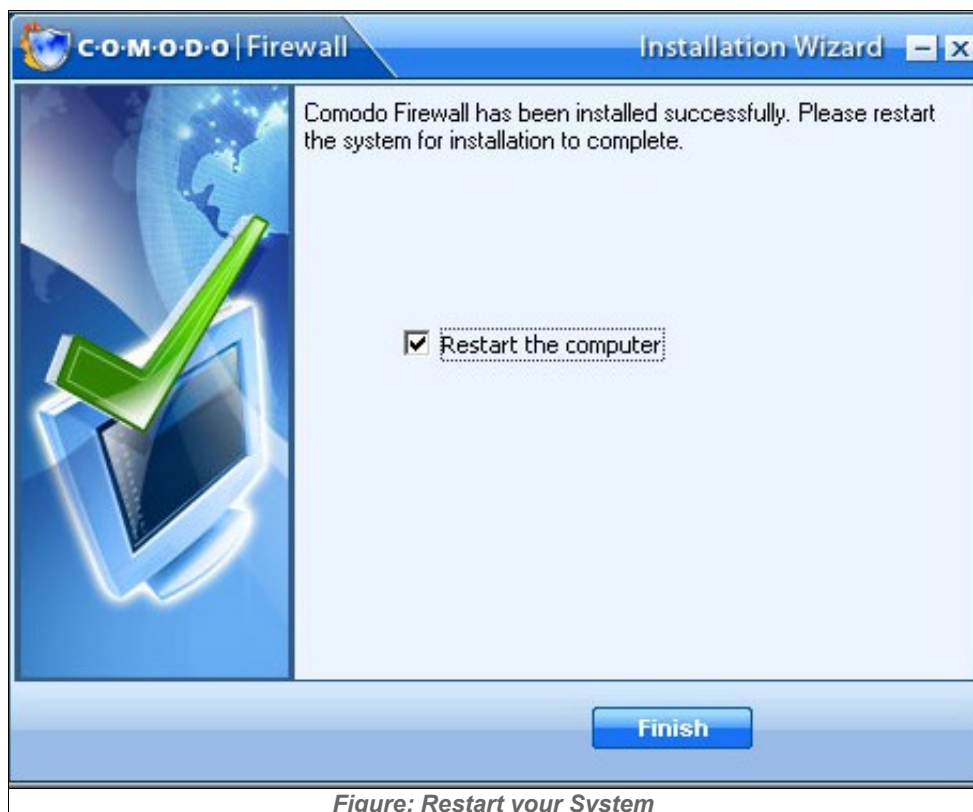 C·O·M·O·D·O | Firewall
Installation Wizard
Comodo Firewall has been installed successfully. Please restart
the system for installation to complete.
Restart the computer
Finish
Figure: Restart your System